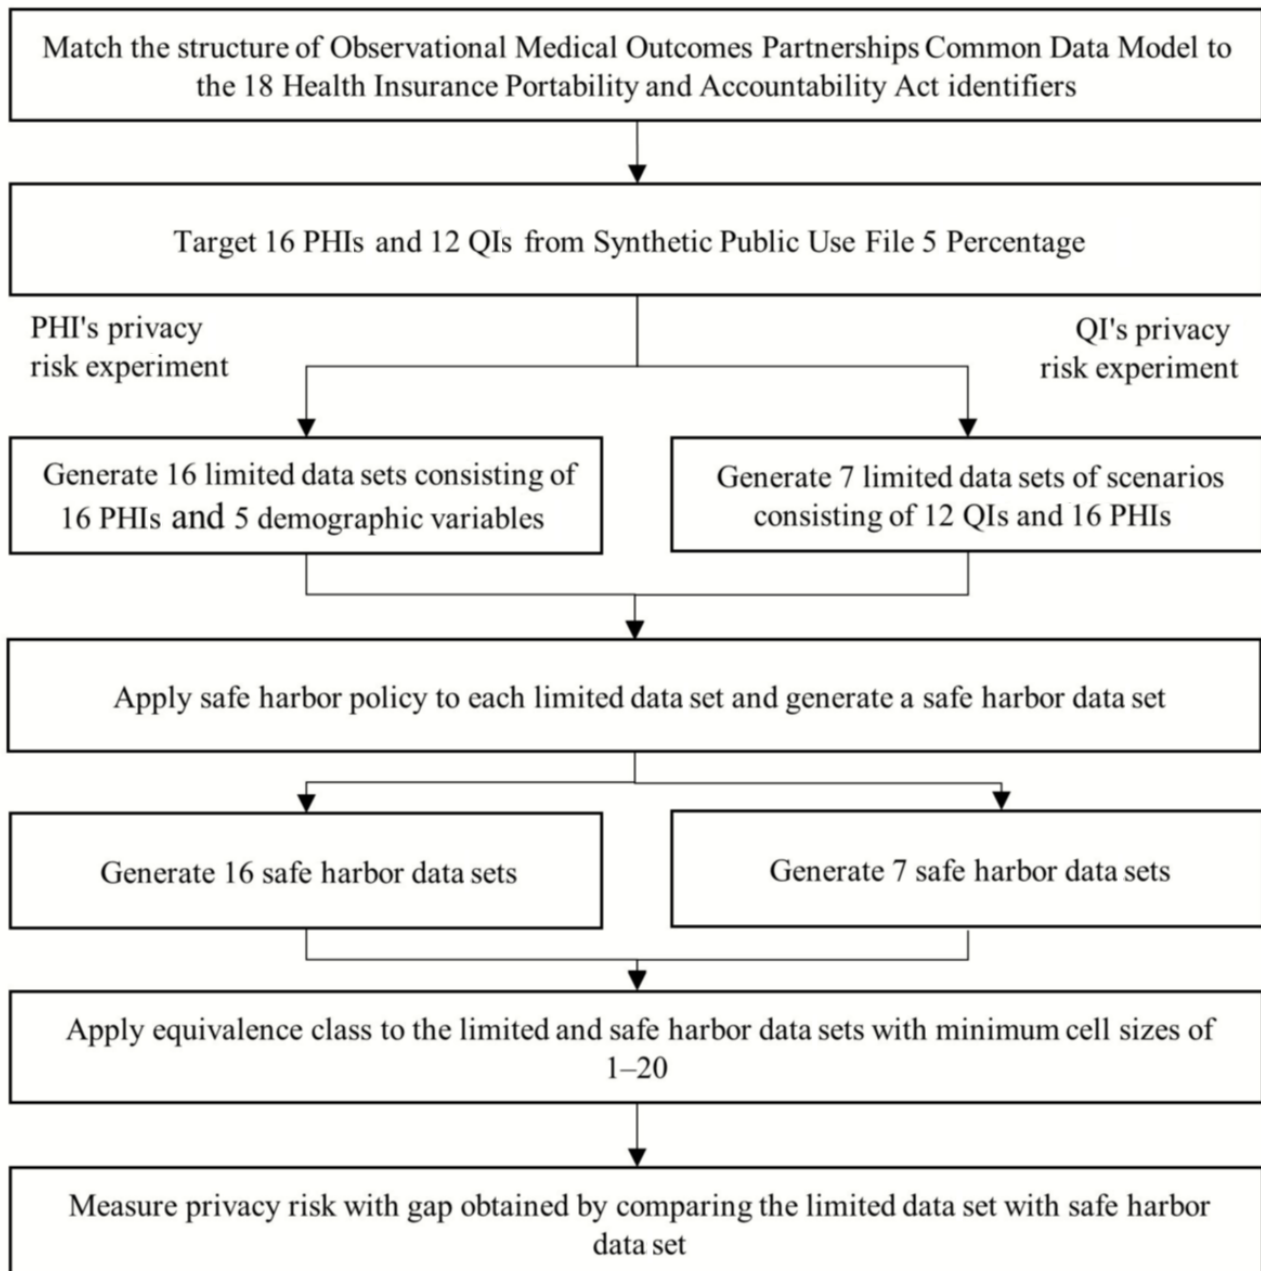 Match the structure of Observational Medical Outcomes Partnerships Common Data Model to
the 18 Health Insurance Portability and Accountability Act identifiers
Target 16 PHIs and 12 QIs from Synthetic Public Use File 5 Percentage
PHI's privacy
risk experiment
QI's privacy
risk experiment
Generate 16 limited data sets consisting of
16 PHIs and 5 demographic variables
Generate 7 limited data sets of scenarios
consisting of 12 QIs and 16 PHIs
Apply safe harbor policy to each limited data set and generate a safe harbor data set
Generate 16 safe harbor data sets
Generate 7 safe harbor data sets
Apply equivalence class to the limited and safe harbor data sets with minimum cell sizes of
1–20
Measure privacy risk with gap obtained by comparing the limited data set with safe harbor
data set